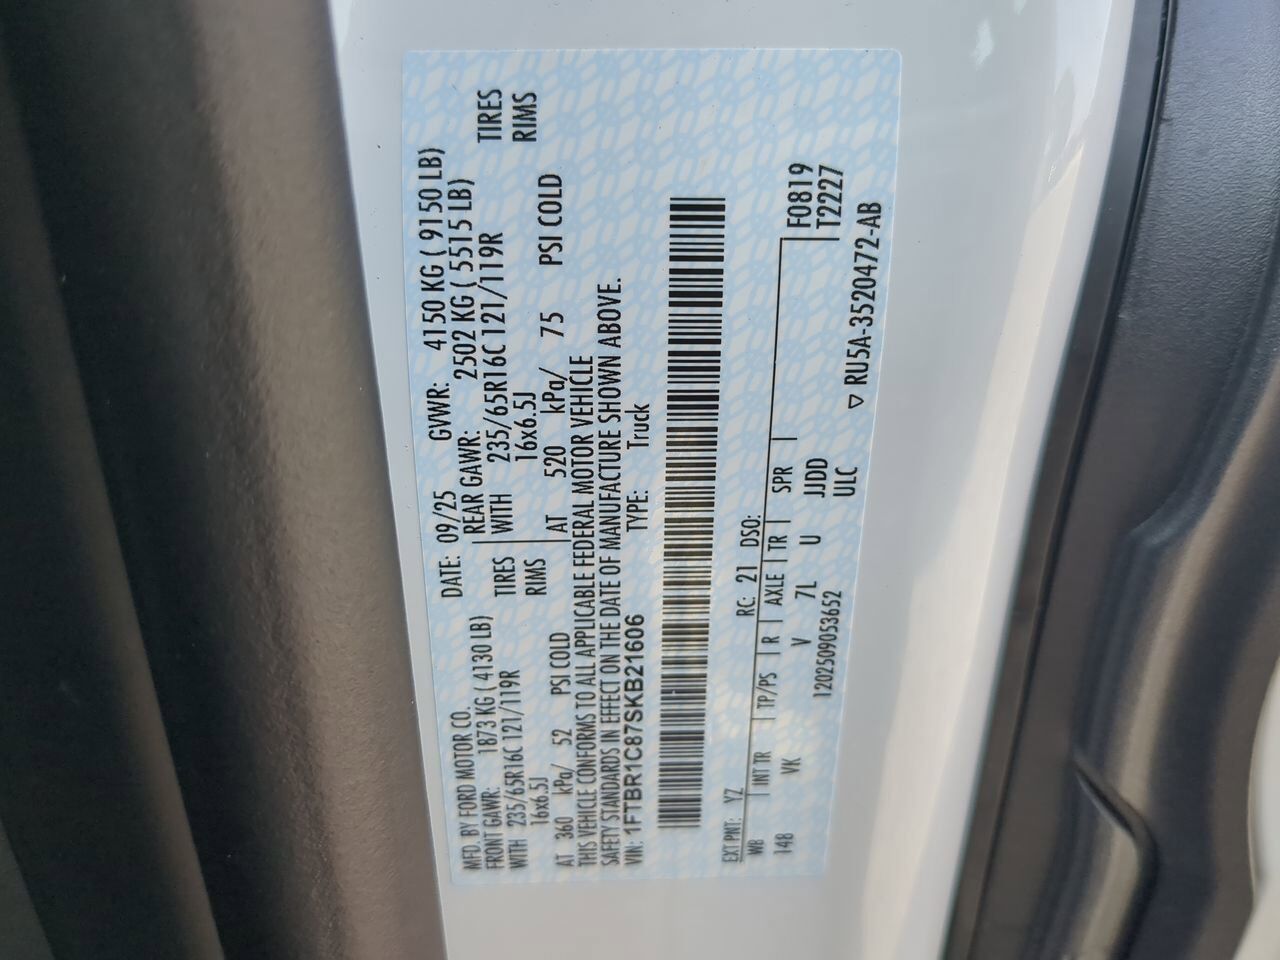 MFD. BY FORD MOTOR CO. DATE: 09/25 GVWR: 4150 KG ( 9150 LB)
FRONT GAWR: 1873 KG ( 4130 LB) REAR GAWR: 2502 KG ( 5515 LB)
WITH 235/65R16C 121/119R TIRES WITH 235/65R16C 121/119R TIRES
16x6.5J RIMS 16x6.5J RIMS
AT 360 kPa/ 52 PSI COLD AT 520 kPa/ 75 PSI COLD
THIS VEHICLE CONFORMS TO ALL APPLICABLE FEDERAL MOTOR VEHICLE
SAFETY STANDARDS IN EFFECT ON THE DATE OF MANUFACTURE SHOWN ABOVE.
VIN: 1FTBR1C87SKB21606 TYPE: Truck
EXT PNT: YZ RC: 21 DSO:
WB INT TR TP/PS R AXLE TR SPR F0819
148 VK V 7L U JJDD T2227
1202509053652 ULC
▽ RU5A-3520472-AB